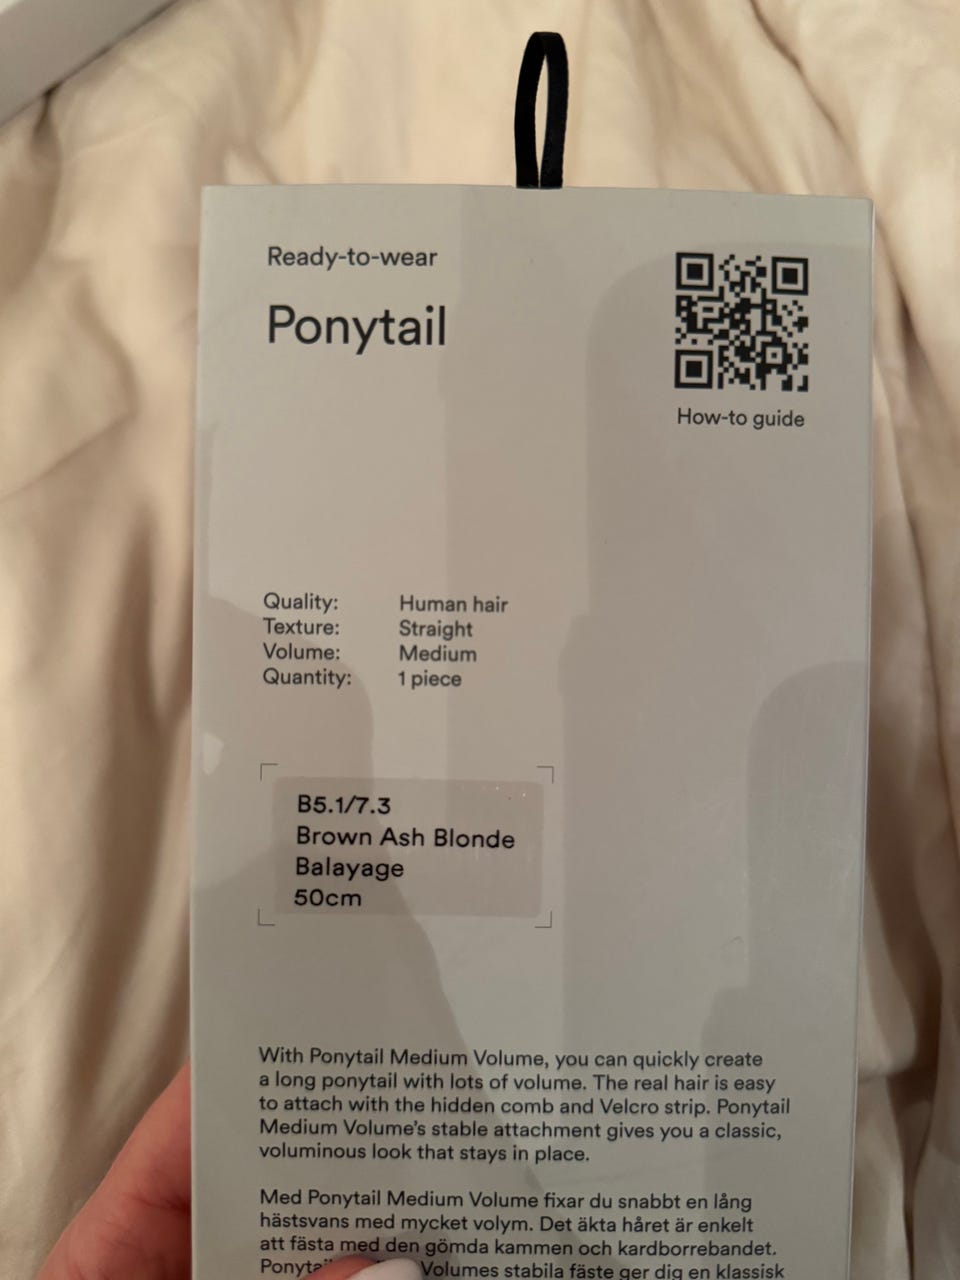 Ready-to-wear
Ponytail
How-to guide
Quality: Human hair
Texture: Straight
Volume: Medium
Quantity: 1 piece
B5.1/7.3
Brown Ash Blonde
Balayage
50cm
With Ponytail Medium Volume, you can quickly create
a long ponytail with lots of volume. The real hair is easy
to attach with the hidden comb and Velcro strip. Ponytail
Medium Volume's stable attachment gives you a classic,
voluminous look that stays in place.
Med Ponytail Medium Volume fixar du snabbt en lång
hästsvans med mycket volym. Det äkta håret är enkelt
att fästa med den gömda kammen och kardborrebandet.
Volumes stabila fäste ger dig en klassisk